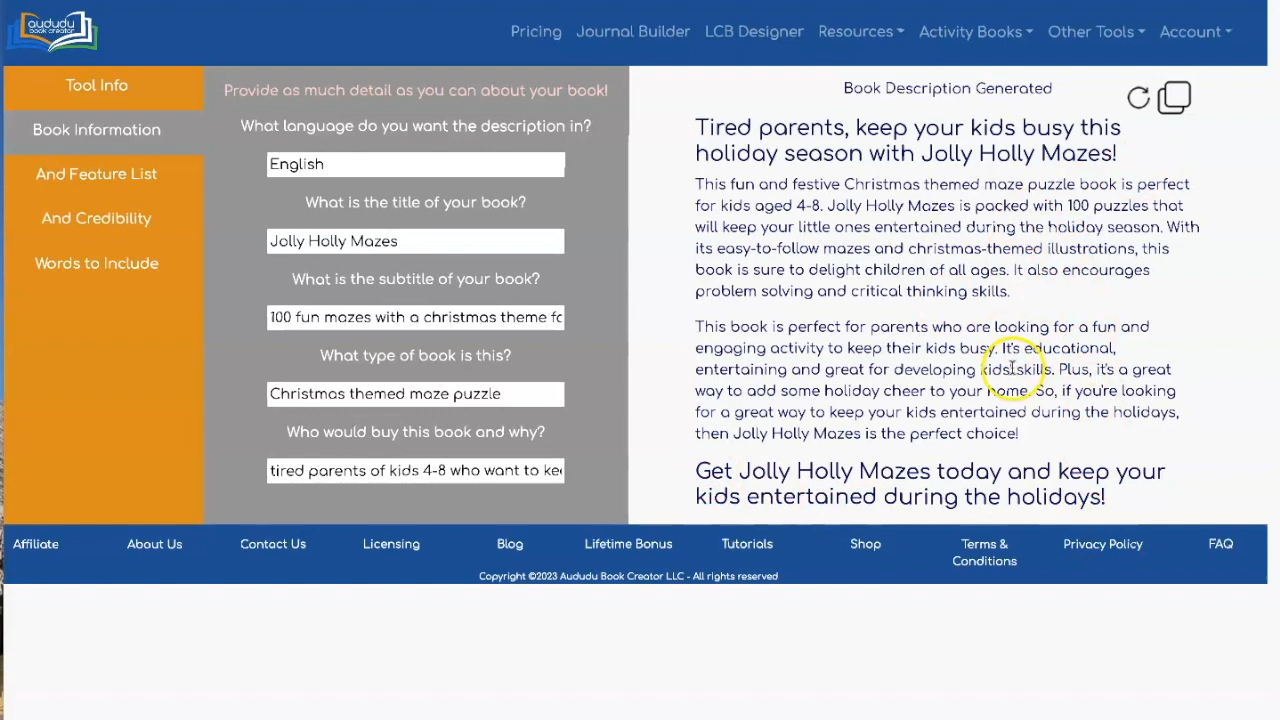 aududu
book creator
Pricing Journal Builder LCB Designer Resources Activity Books Other Tools Account
Tool Info
Book Information
And Feature List
And Credibility
Words to Include
Provide as much detail as you can about your book!
What language do you want the description in?
English
What is the title of your book?
Jolly Holly Mazes
What is the subtitle of your book?
100 fun mazes with a christmas theme fo
What type of book is this?
Christmas themed maze puzzle
Who would buy this book and why?
tired parents of kids 4-8 who want to kee
Book Description Generated
Tired parents, keep your kids busy this
holiday season with Jolly Holly Mazes!
This fun and festive Christmas themed maze puzzle book is perfect
for kids aged 4-8. Jolly Holly Mazes is packed with 100 puzzles that
will keep your little ones entertained during the holiday season. With
its easy-to-follow mazes and christmas-themed illustrations, this
book is sure to delight children of all ages. It also encourages
problem solving and critical thinking skills.
This book is perfect for parents who are looking for a fun and
engaging activity to keep their kids busy. It's educational,
entertaining and great for developing kids' skills. Plus, it's a great
way to add some holiday cheer to your home. So, if you're looking
for a great way to keep your kids entertained during the holidays,
then Jolly Holly Mazes is the perfect choice!
Get Jolly Holly Mazes today and keep your
kids entertained during the holidays!
Affiliate About Us Contact Us Licensing Blog Lifetime Bonus Tutorials Shop Terms & Privacy Policy FAQ
Conditions
Copyright ©2023 Aududu Book Creator LLC - All rights reserved